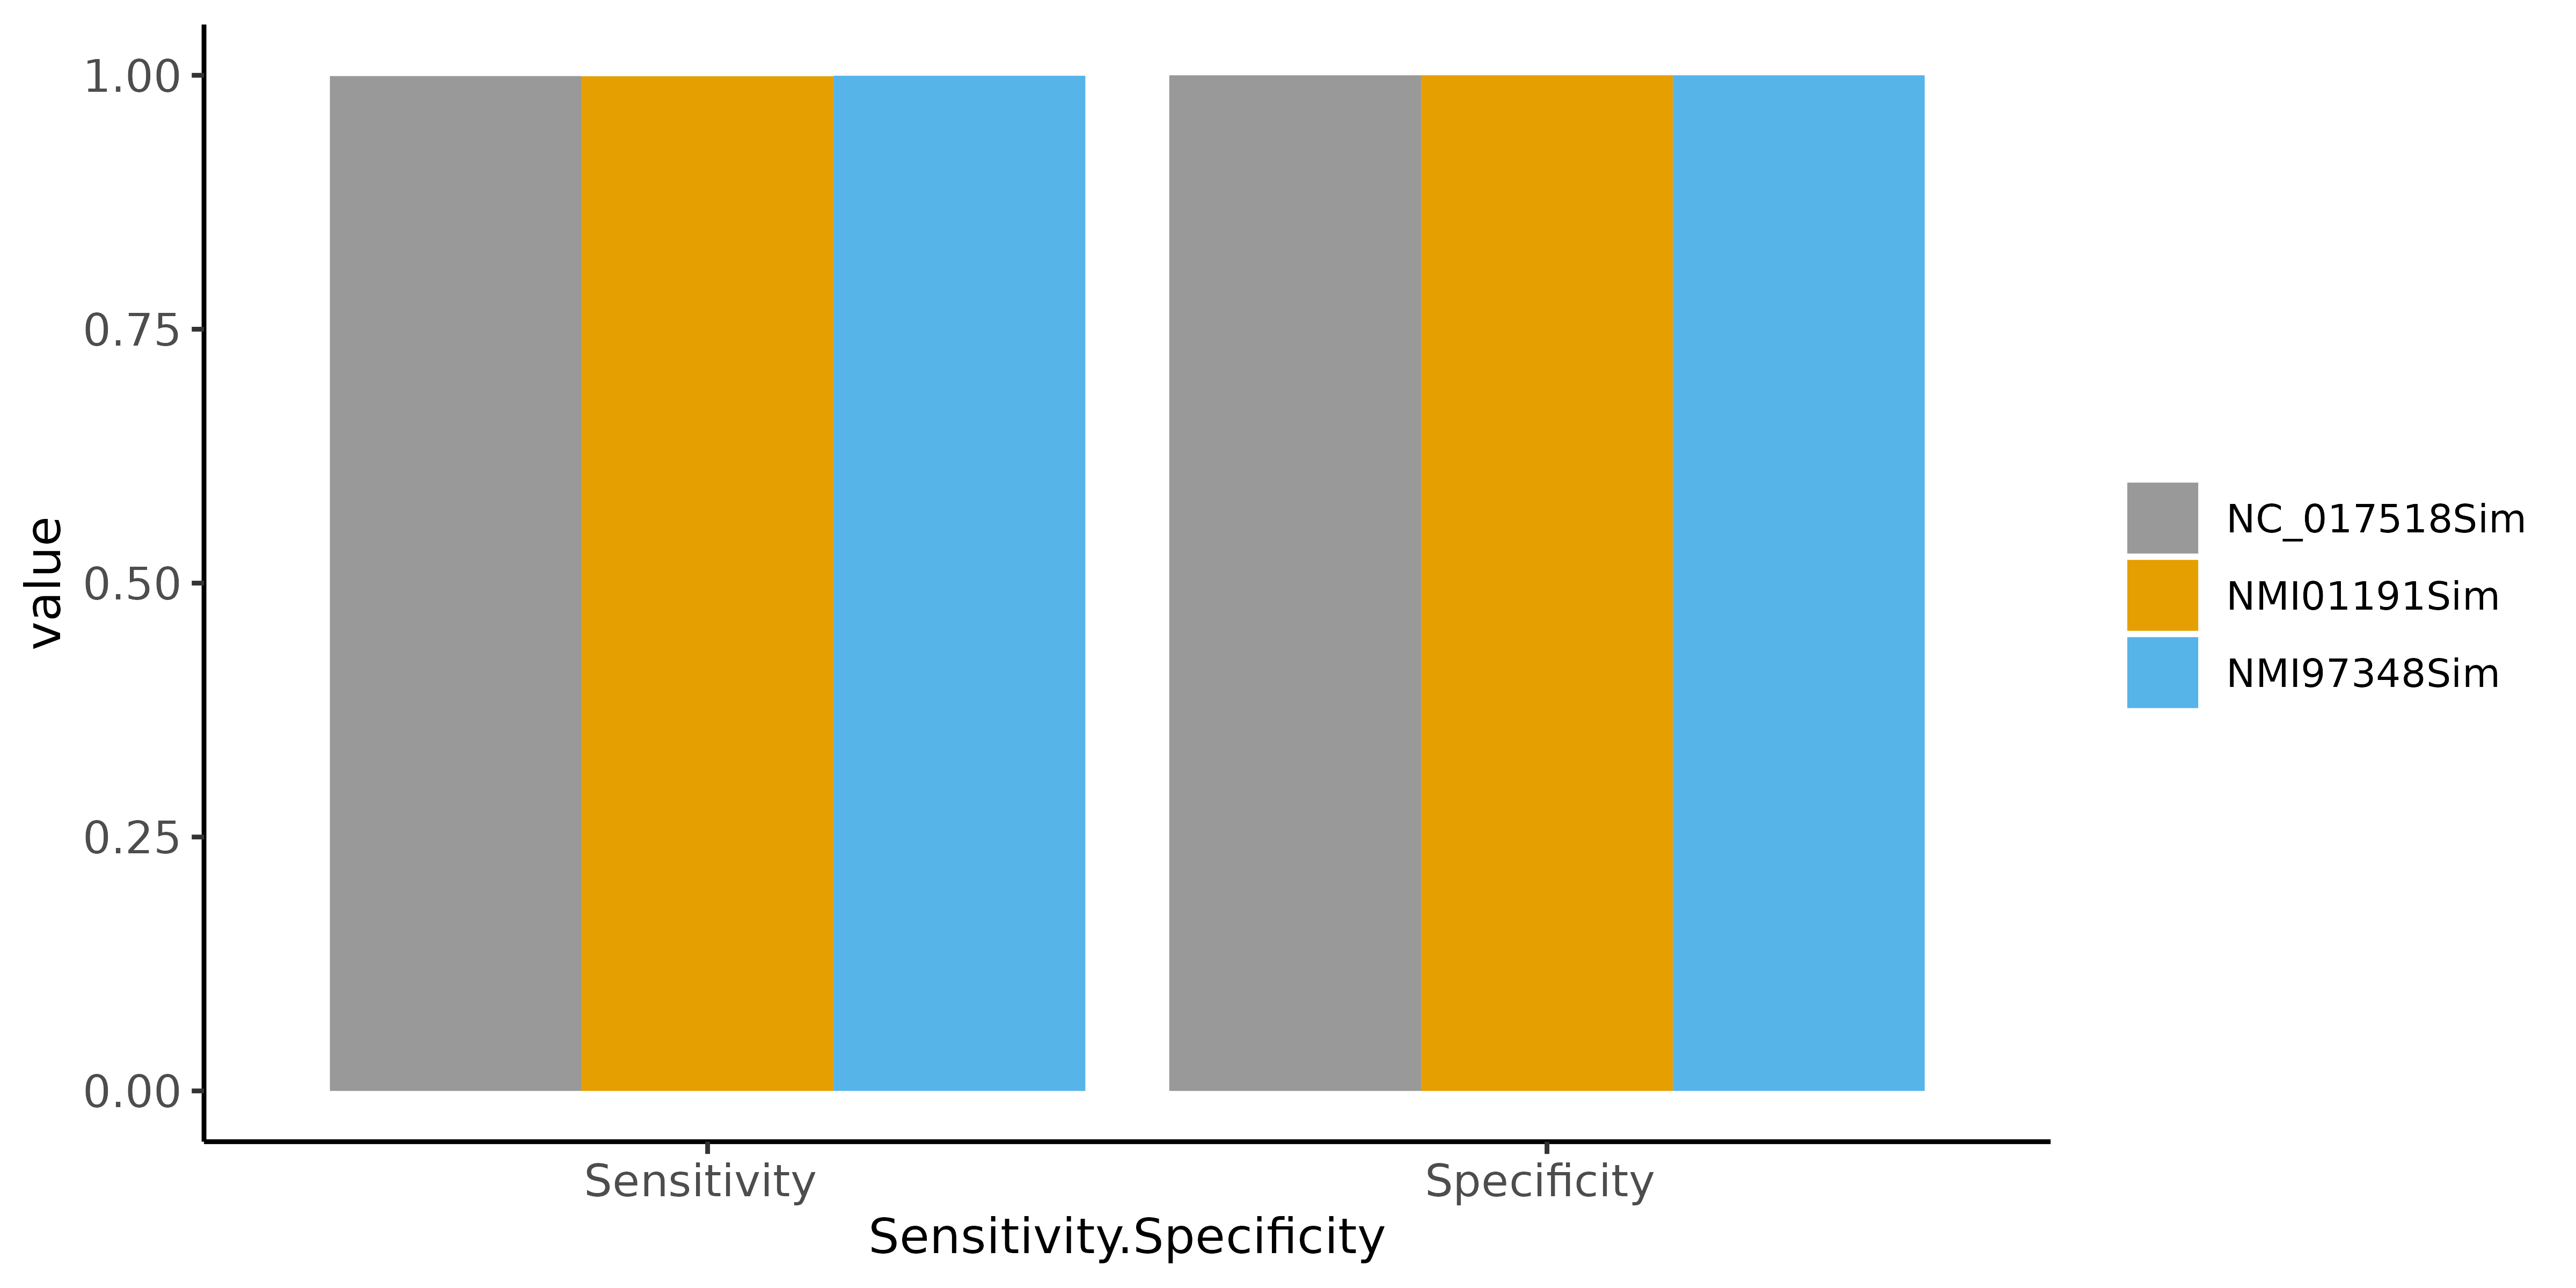 value
1.00
0.75
0.50
0.25
0.00
Sensitivity
Specificity
Sensitivity.Specificity
NC_017518Sim
NMI01191Sim
NMI97348Sim